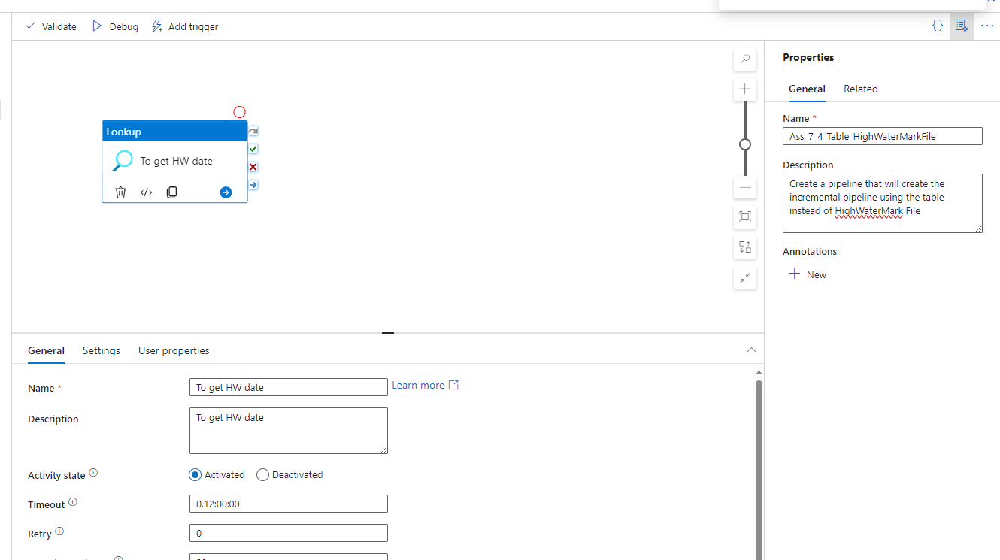 Validate Debug Add trigger
Lookup
To get HW date
General Settings User properties
Name * To get HW date Learn more
Description To get HW date
Activity state Activated Deactivated
Timeout 0.12:00:00
Retry 0
Properties
General Related
Name *
Ass_7_4_Table_HighWaterMarkFile
Description
Create a pipeline that will create the
incremental pipeline using the table
instead of HighWaterMark File
Annotations
New